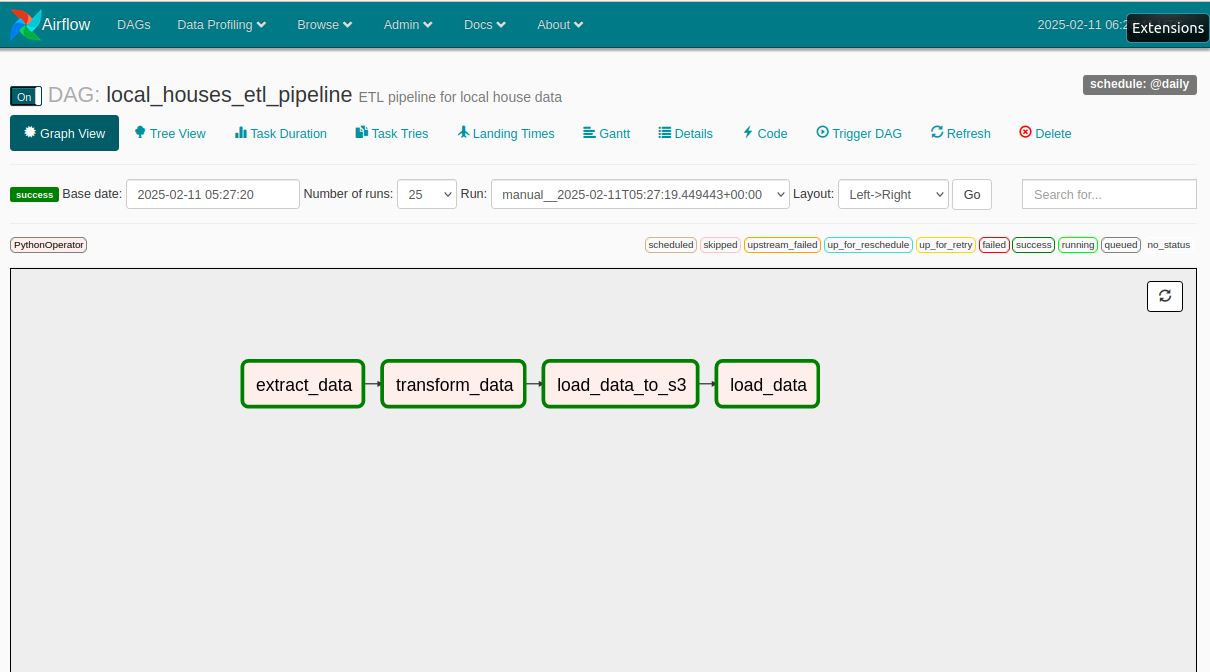 Airflow DAGs Data Profiling Browse Admin Docs About 2025-02-11 06:2
Extensions
On DAG: local_houses_etl_pipeline ETL pipeline for local house data schedule: @daily
Graph View Tree View Task Duration Task Tries Landing Times Gantt Details Code Trigger DAG Refresh Delete
success Base date: 2025-02-11 05:27:20 Number of runs: 25 Run: manual__2025-02-11T05:27:19.449443+00:00 Layout: Left->Right Go Search for...
PythonOperator scheduled skipped upstream_failed up_for_reschedule up_for_retry failed success running queued no_status
extract_data transform_data load_data_to_s3 load_data